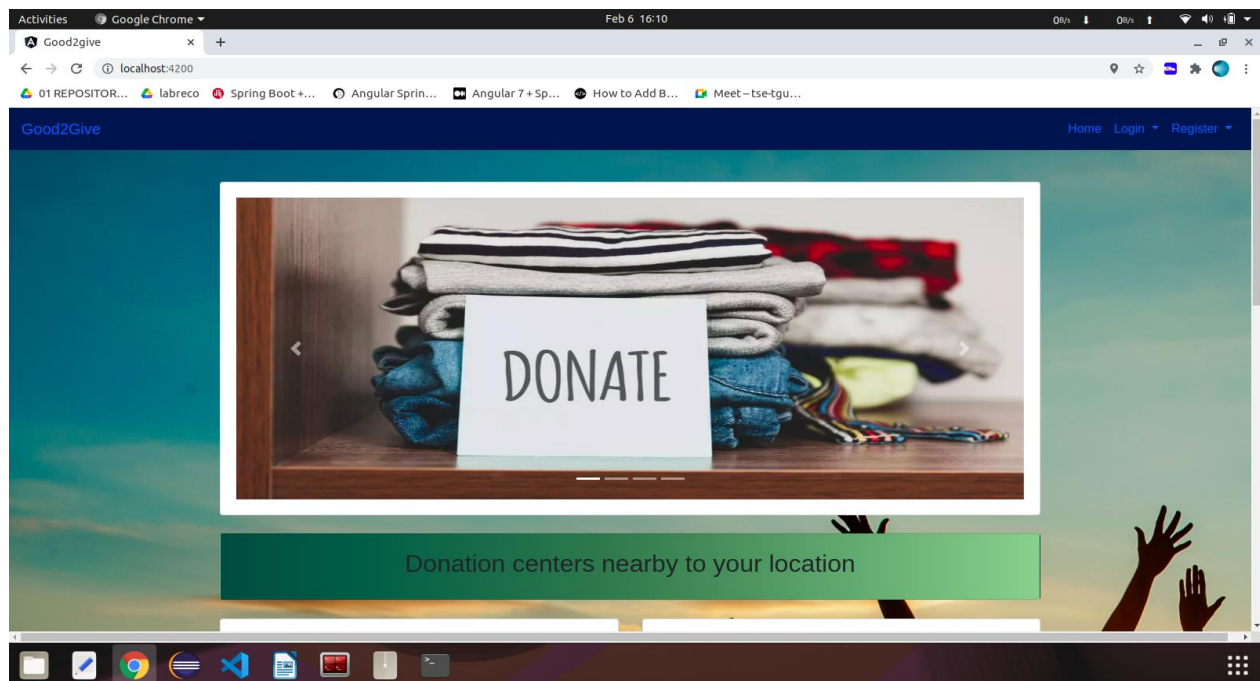 Activities Google Chrome Feb 6 16:10 0B/s 0B/s
Good2give
localhost:4200
01 REPOSITOR... labreco Spring Boot +... Angular Sprin... Angular 7 + Sp... How to Add B... Meet – tse-tgu...
Good2Give Home Login Register
DONATE
Donation centers nearby to your location